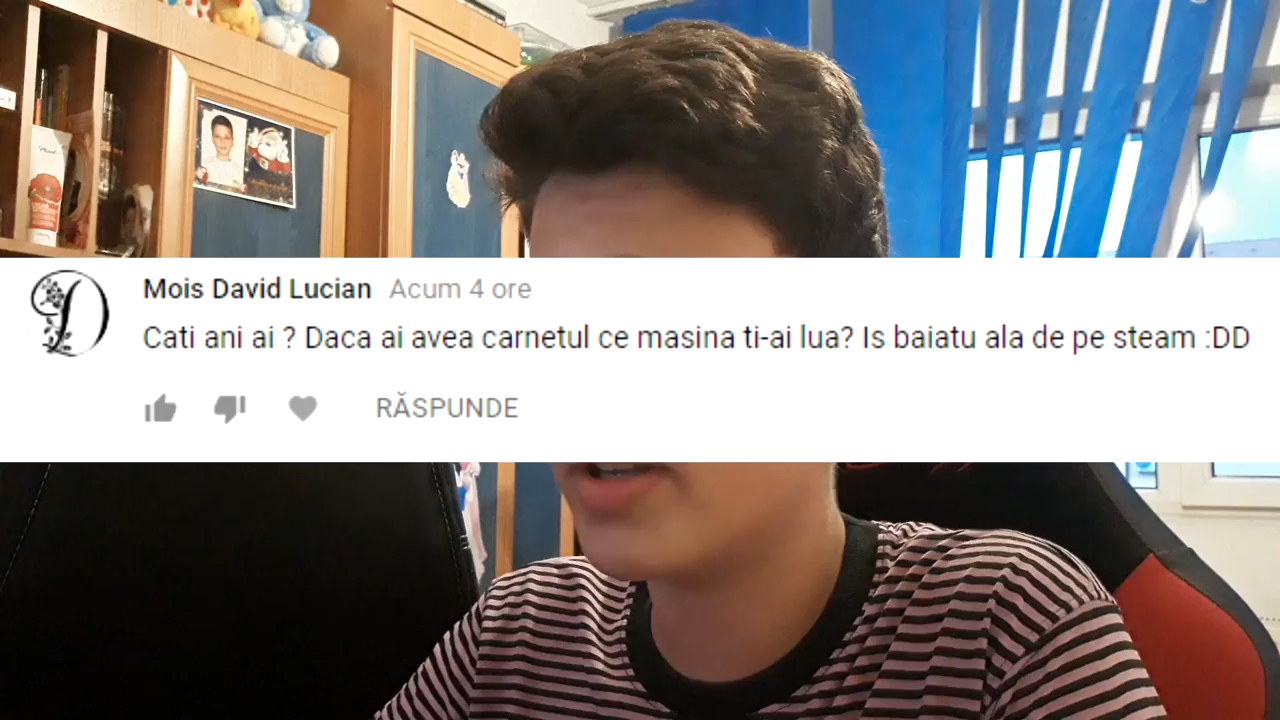 Mois David Lucian Acum 4 ore
Cati ani ai ? Daca ai avea carnetul ce masina ti-ai lua? Is baiatu ala de pe steam :DD
RĂSPUNDE